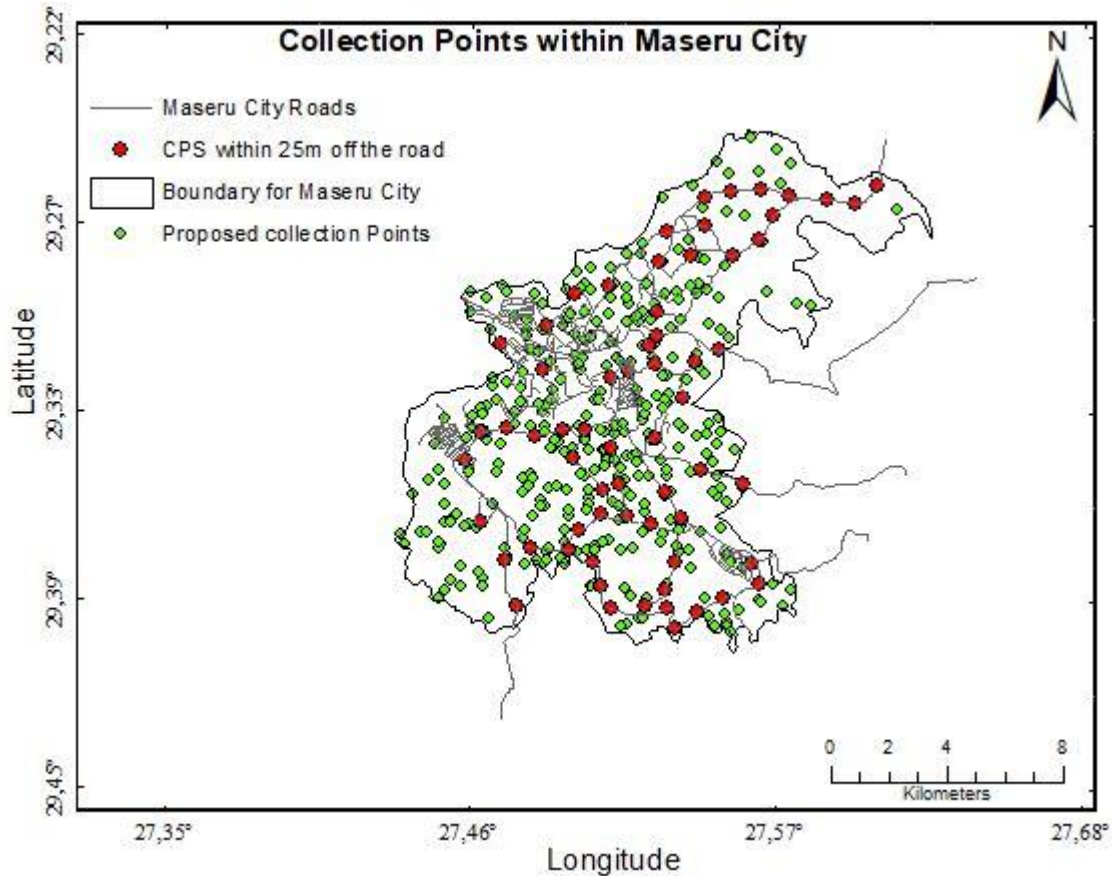 Collection Points within Maseru City
N
Maseru City Roads
CPS within 25m off the road
Boundary for Maseru City
Proposed collection Points
29,22°
29,27°
29,33°
29,39°
29,45°
Latitude
0 2 4 8
Kilometers
27,35° 27,46° 27,57° 27,68°
Longitude